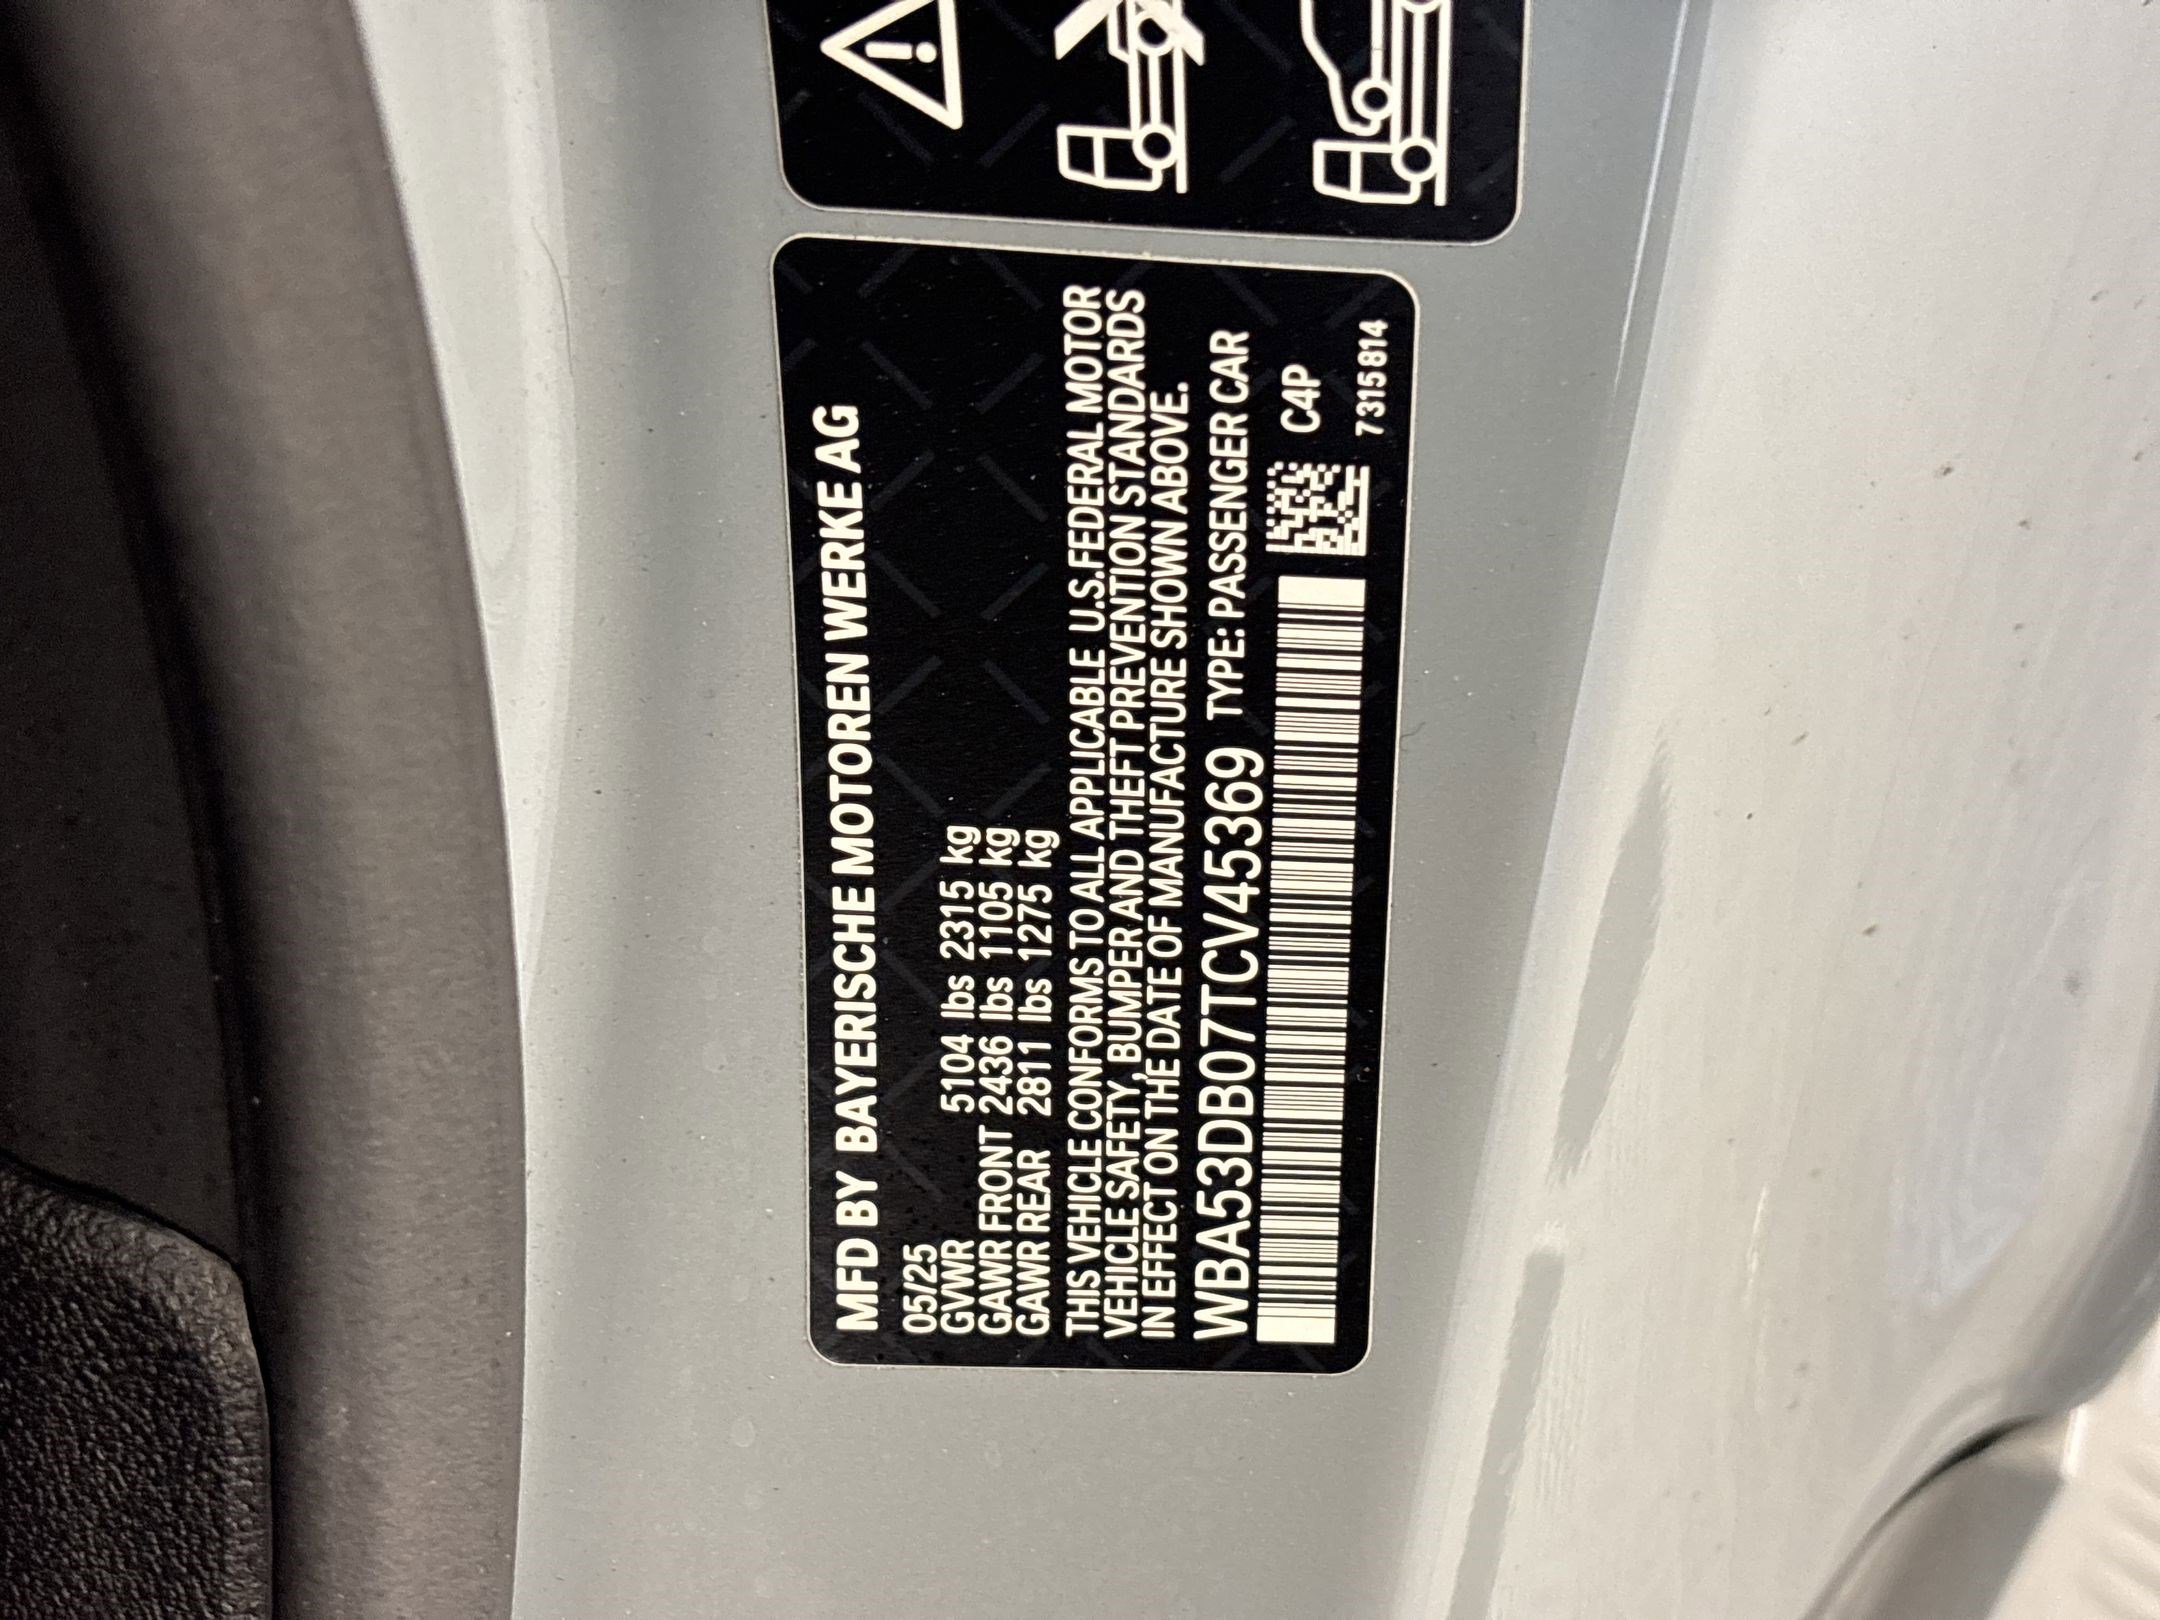 MFD BY BAYERISCHE MOTOREN WERKE AG
05/25
GVWR 5104 lbs 2315 kg
GAWR FRONT 2436 lbs 1105 kg
GAWR REAR 2811 lbs 1275 kg
THIS VEHICLE CONFORMS TO ALL APPLICABLE U.S.FEDERAL MOTOR
VEHICLE SAFETY, BUMPER AND THEFT PREVENTION STANDARDS
IN EFFECT ON THE DATE OF MANUFACTURE SHOWN ABOVE.
WBA53DB07TCV45369 TYPE: PASSENGER CAR
C4P
7315814